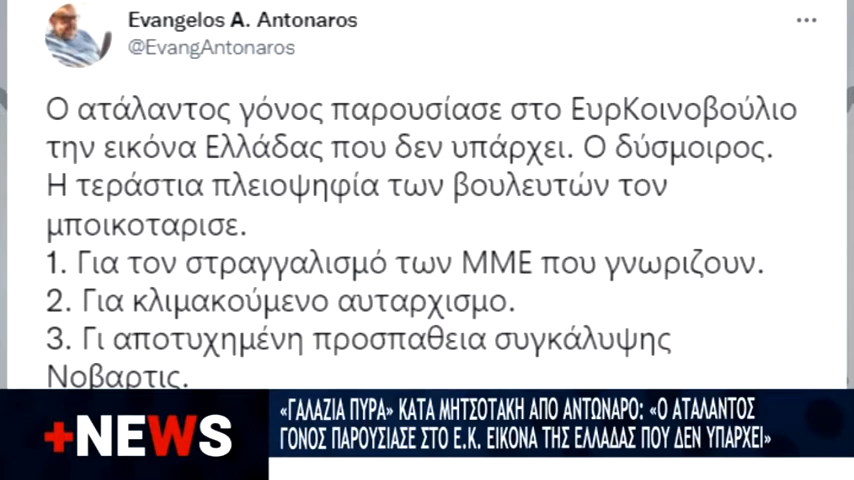 Evangelos A. Antonaros
@EvangAntonaros
Ο ατάλαντος γόνος παρουσίασε στο ΕυρΚοινοβούλιο
την εικόνα Ελλάδας που δεν υπάρχει. Ο δύσμοιρος.
Η τεράστια πλειοψηφία των βουλευτών τον
μποικοταρισε.
1. Για τον στραγγαλισμό των ΜΜΕ που γνωριζουν.
2. Για κλιμακούμενο αυταρχισμο.
3. Γι αποτυχημένη προσπαθεια συγκάλυψης
Νοβαρτις.
+NEWS
«ΓΑΛΑΖΙΑ ΠΥΡΑ» ΚΑΤΑ ΜΗΤΣΟΤΑΚΗ ΑΠΟ ΑΝΤΩΝΑΡΟ: «Ο ΑΤΑΛΑΝΤΟΣ
ΓΟΝΟΣ ΠΑΡΟΥΣΙΑΣΕ ΣΤΟ Ε.Κ. ΕΙΚΟΝΑ ΤΗΣ ΕΛΛΑΔΑΣ ΠΟΥ ΔΕΝ ΥΠΑΡΧΕΙ»